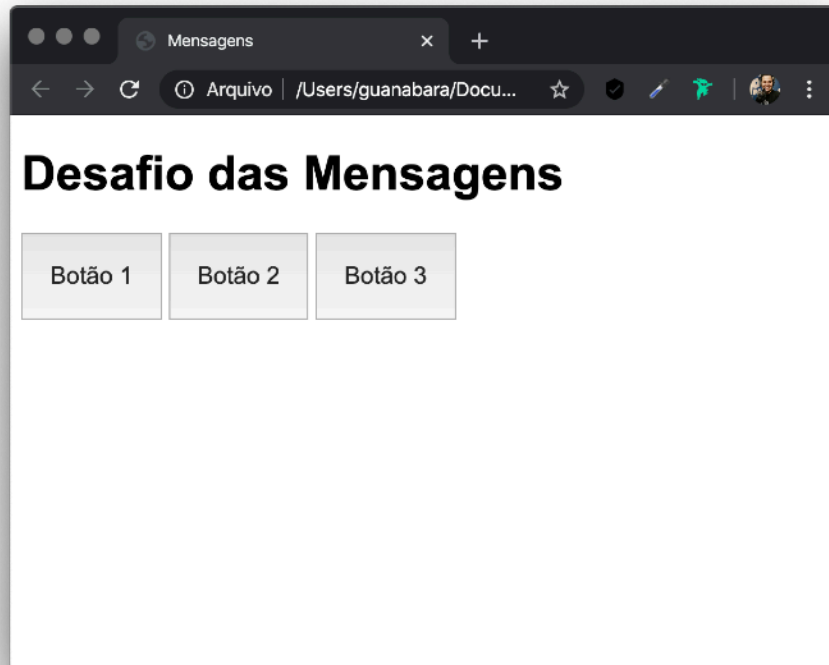 Mensagens
Arquivo /Users/guanabara/Docu...
Desafio das Mensagens
Botão 1 Botão 2 Botão 3